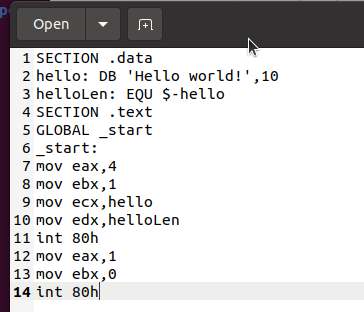 Open
1 SECTION .data
2 hello: DB 'Hello world!',10
3 helloLen: EQU $-hello
4 SECTION .text
5 GLOBAL _start
6 _start:
7 mov eax,4
8 mov ebx,1
9 mov ecx,hello
10 mov edx,helloLen
11 int 80h
12 mov eax,1
13 mov ebx,0
14 int 80h